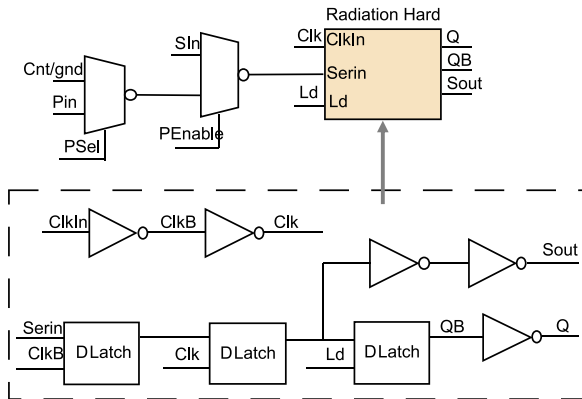 Radiation Hard
Clk
ClkIn
Q
SIn
QB
Cnt/gnd
Serin
Sout
Pin
Ld
Ld
PSel
PEnable
ClkIn
ClkB
Clk
Sout
Serin
QB
Q
ClkB
DLatch
Clk
DLatch
Ld
DLatch